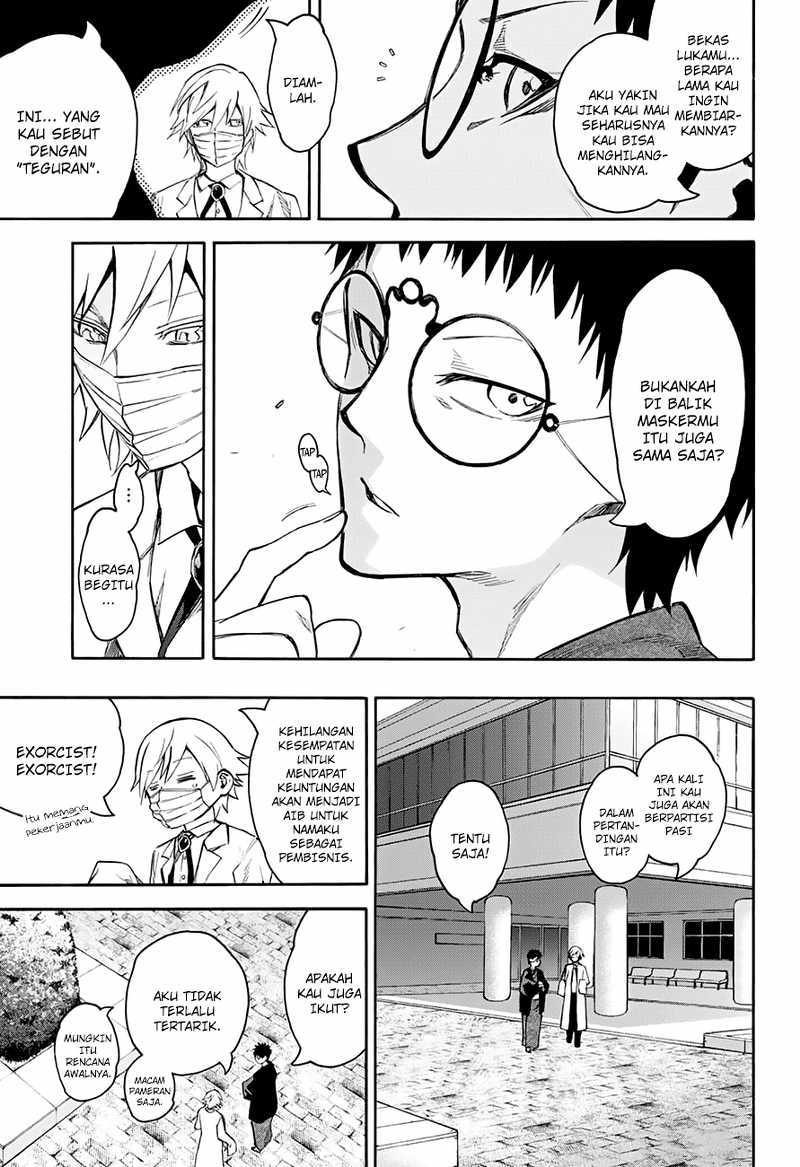 BEKAS
LUKAMU...
BERAPA
LAMA KAU
INGIN
MEMBIAR-
KANNYA?
AKU YAKIN
JIKA KAU MAU
SEHARUSNYA
KAU BISA
MENGHILANG-
KANNYA.
DIAM-
LAH.
INI... YANG
KAU SEBUT
DENGAN
"TEGURAN".
BUKANKAH
DI BALIK
MASKERMU
ITU JUGA
SAMA SAJA?
TAP
TAP
...
KURASA
BEGITU
...
APA KALI
INI KAU
JUGA AKAN
BERPARTISI
PASI
DALAM
PERTAN-
DINGAN
ITU?
TENTU
SAJA!
KEHILANGAN
KESEMPATAN
UNTUK
MENDAPAT
KEUNTUNGAN
AKAN MENJADI
AIB UNTUK
NAMAKU
SEBAGAI
PEMBISNIS.
EXORCIST!
EXORCIST!
Itu memang
pekerjaanmu.
APAKAH
KAU JUGA
IKUT?
AKU TIDAK
TERLALU
TERTARIK.
MACAM
PAMERAN
SAJA.
MUNGKIN
ITU
RENCANA
AWALNYA.